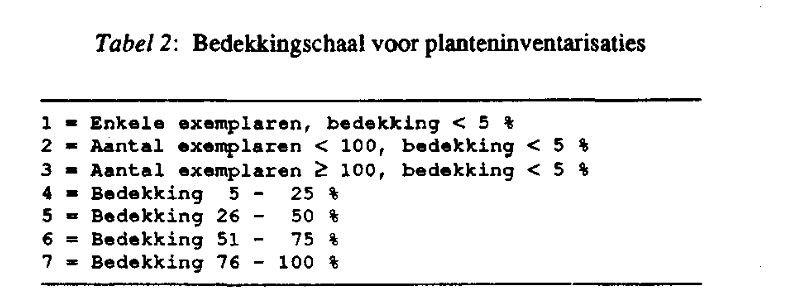 Tabel 2: Bedekkingschaal voor planteninventarisaties
1 = Enkele exemplaren, bedekking < 5 %
2 = Aantal exemplaren < 100, bedekking < 5 %
3 = Aantal exemplaren ≥ 100, bedekking < 5 %
4 = Bedekking 5 - 25 %
5 = Bedekking 26 - 50 %
6 = Bedekking 51 - 75 %
7 = Bedekking 76 - 100 %